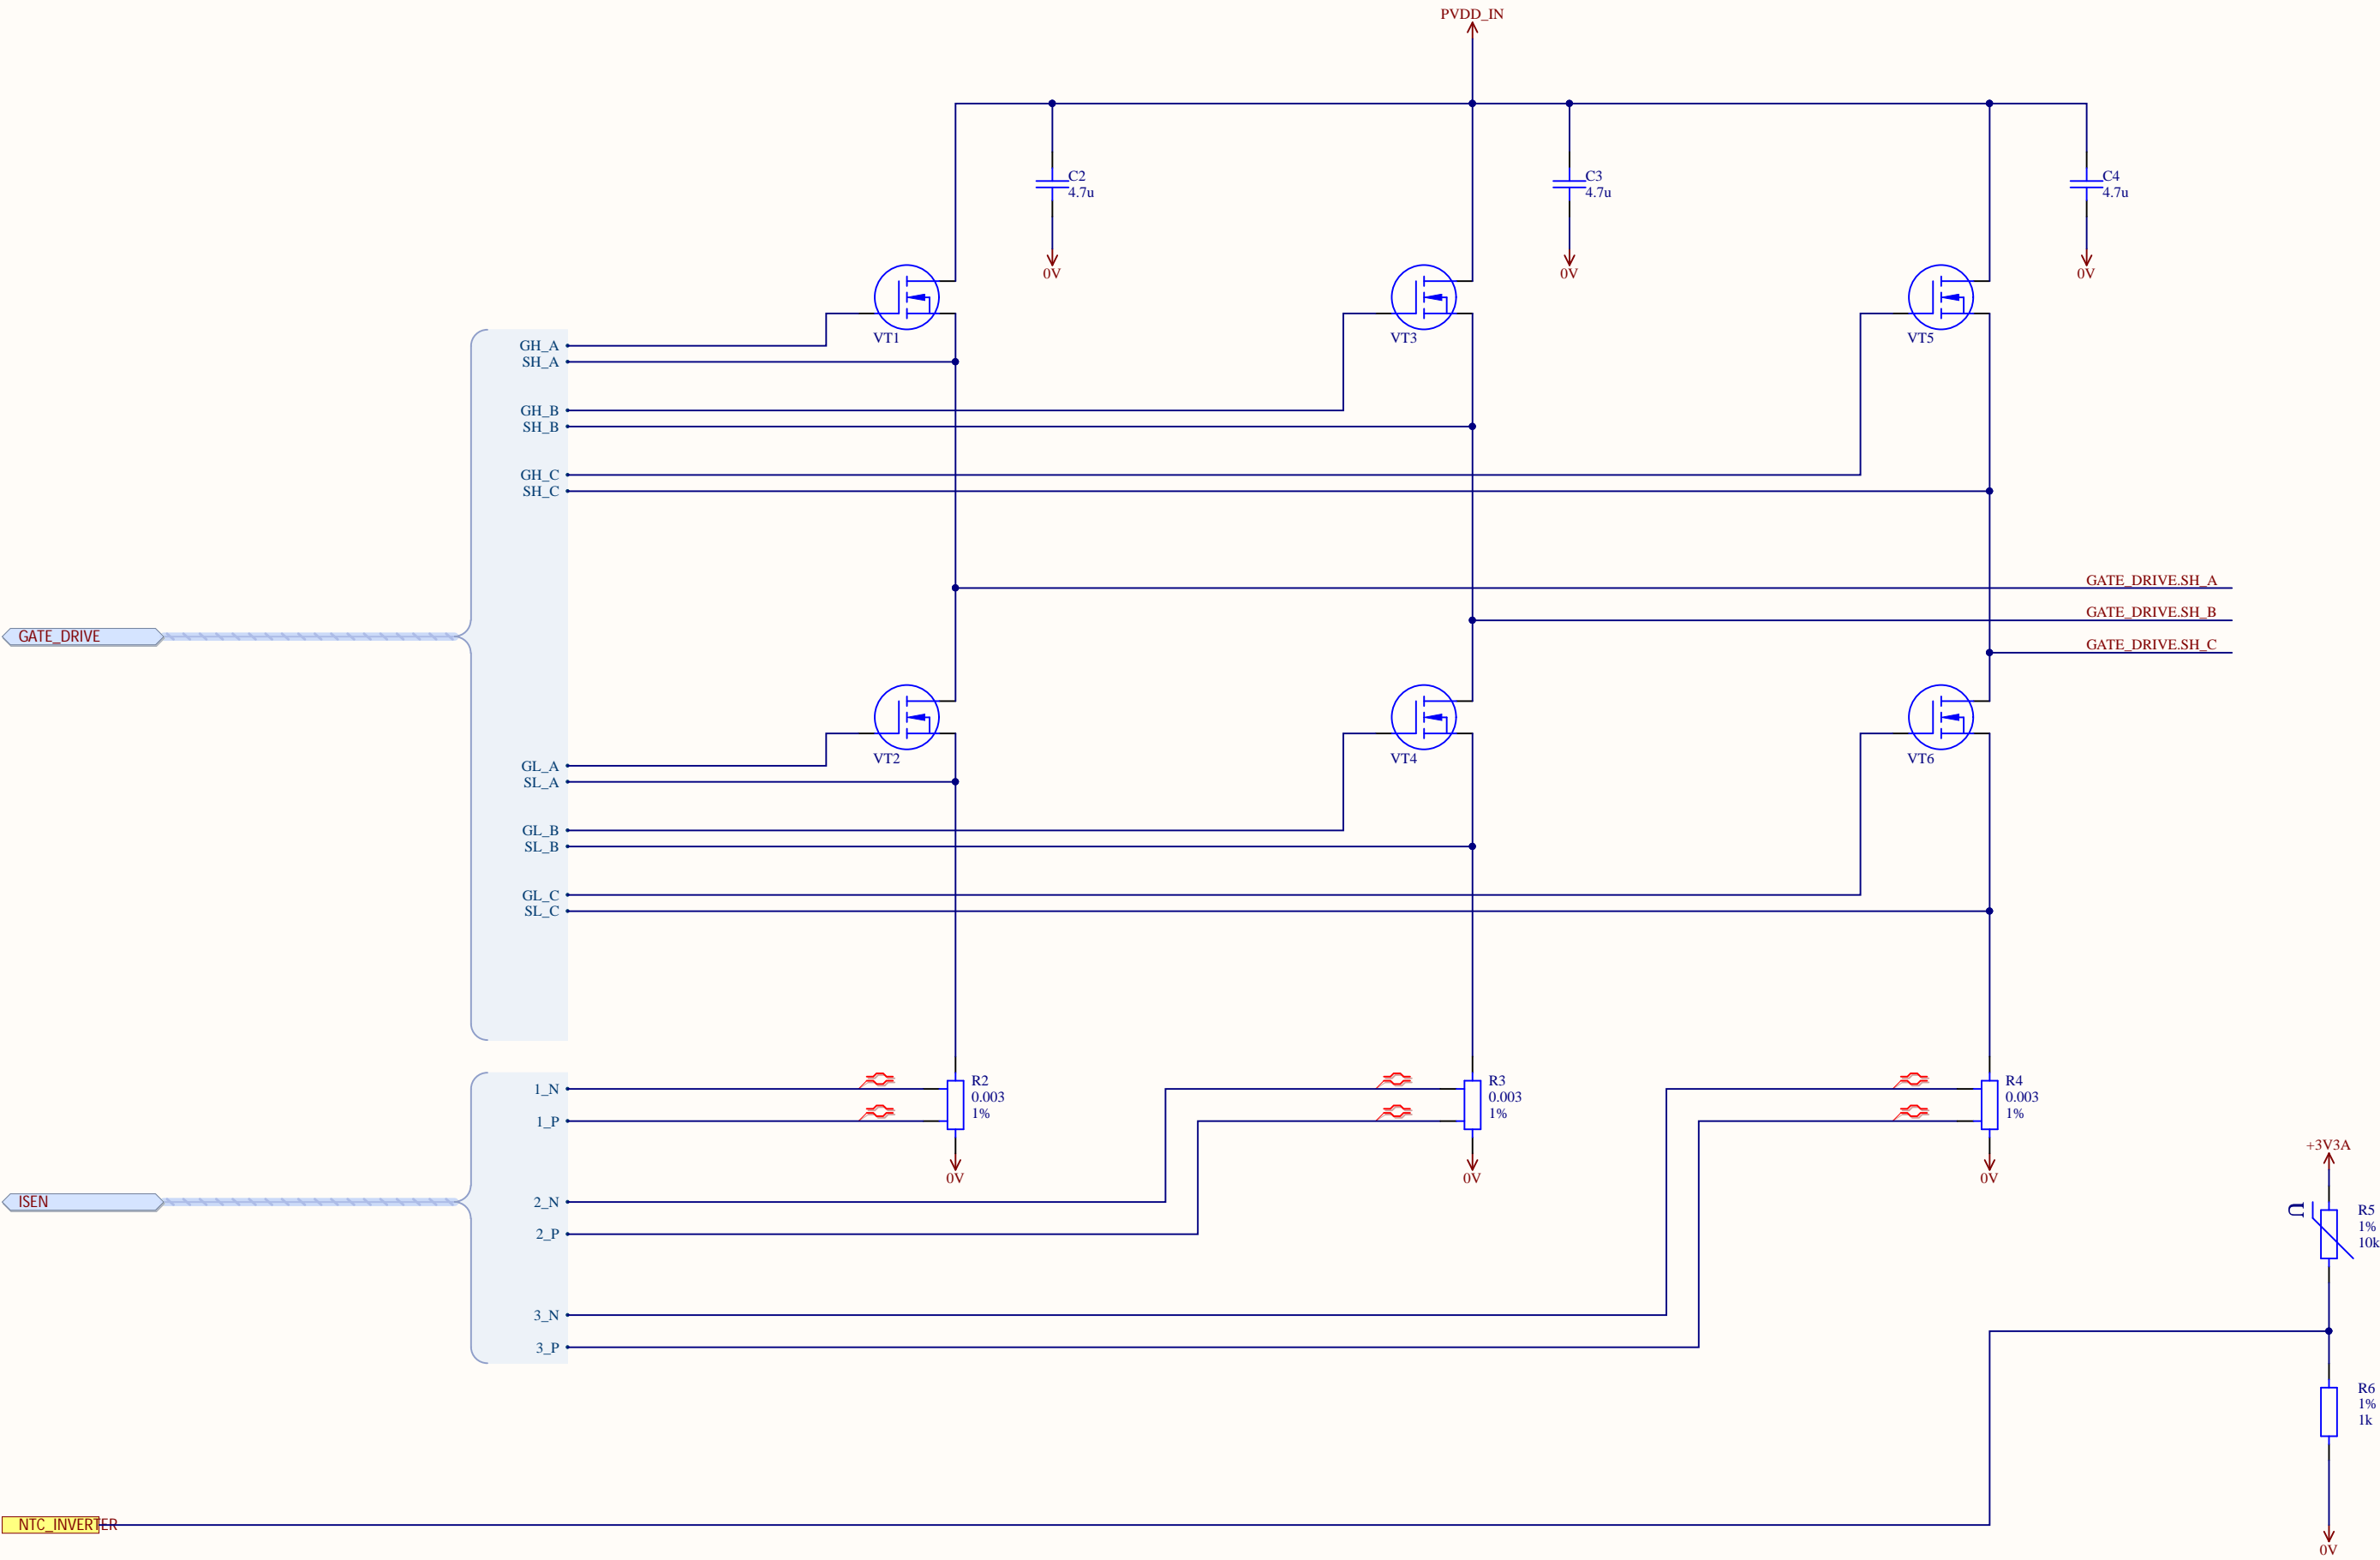 PVDD_IN
C2
4.7u
C3
4.7u
C4
4.7u
0V
0V
0V
VT1
VT3
VT5
GH_A
SH_A
GH_B
SH_B
GH_C
SH_C
GATE_DRIVE.SH_A
GATE_DRIVE.SH_B
GATE_DRIVE.SH_C
GATE_DRIVE
VT2
VT4
VT6
GL_A
SL_A
GL_B
SL_B
GL_C
SL_C
1_N
1_P
2_N
2_P
3_N
3_P
R2
0.003
1%
R3
0.003
1%
R4
0.003
1%
0V
0V
0V
ISEN
+3V3A
U
R5
1%
10k
R6
1%
1k
NTC_INVERTER
0V